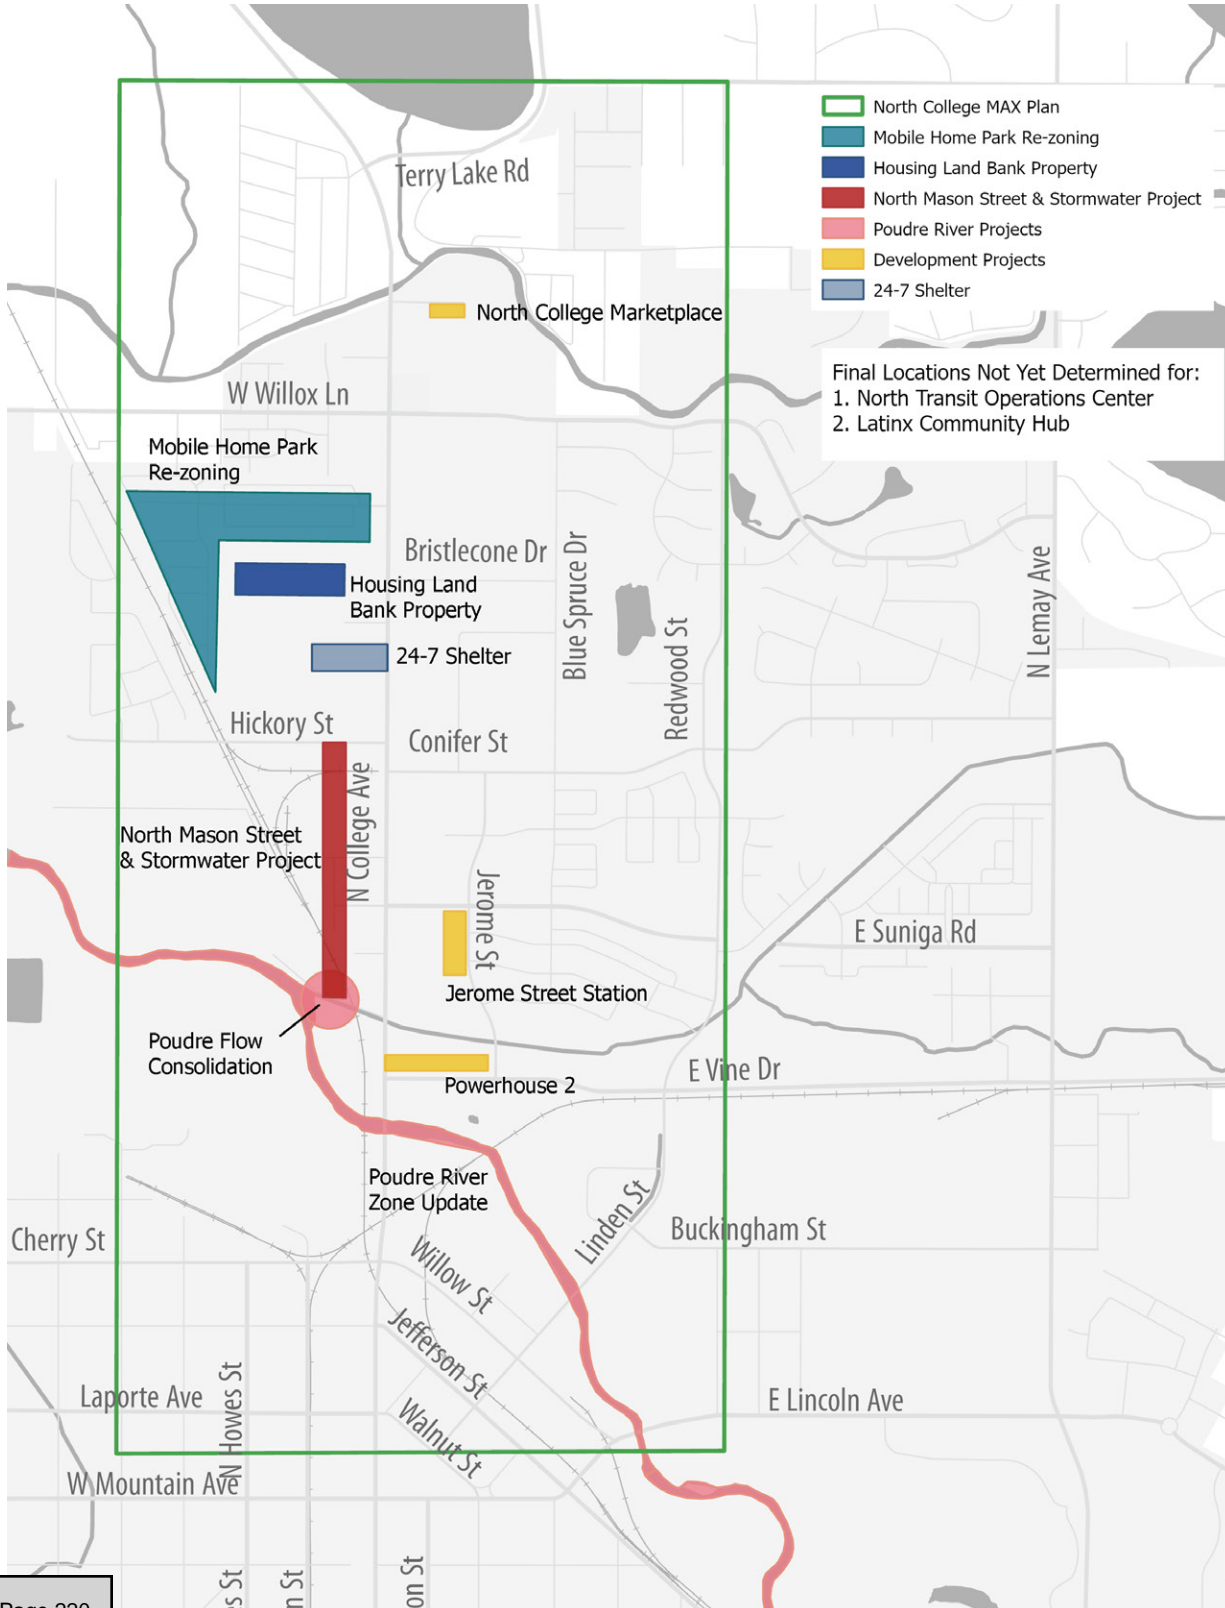 North College MAX Plan
Mobile Home Park Re-zoning
Housing Land Bank Property
North Mason Street & Stormwater Project
Poudre River Projects
Development Projects
24-7 Shelter
Terry Lake Rd
North College Marketplace
Final Locations Not Yet Determined for:
1. North Transit Operations Center
2. Latinx Community Hub
W Willox Ln
Mobile Home Park
Re-zoning
Bristlecone Dr
Blue Spruce Dr
Redwood St
N Lemay Ave
Housing Land
Bank Property
24-7 Shelter
Hickory St
Conifer St
N College Ave
North Mason Street
& Stormwater Project
Jerome St
E Suniga Rd
Jerome Street Station
Poudre Flow
Consolidation
E Vine Dr
Powerhouse 2
Poudre River
Zone Update
Linden St
Buckingham St
Cherry St
Willow St
Jefferson St
Laporte Ave
N Howes St
Walnut St
E Lincoln Ave
W Mountain Ave
os St
n St
on St